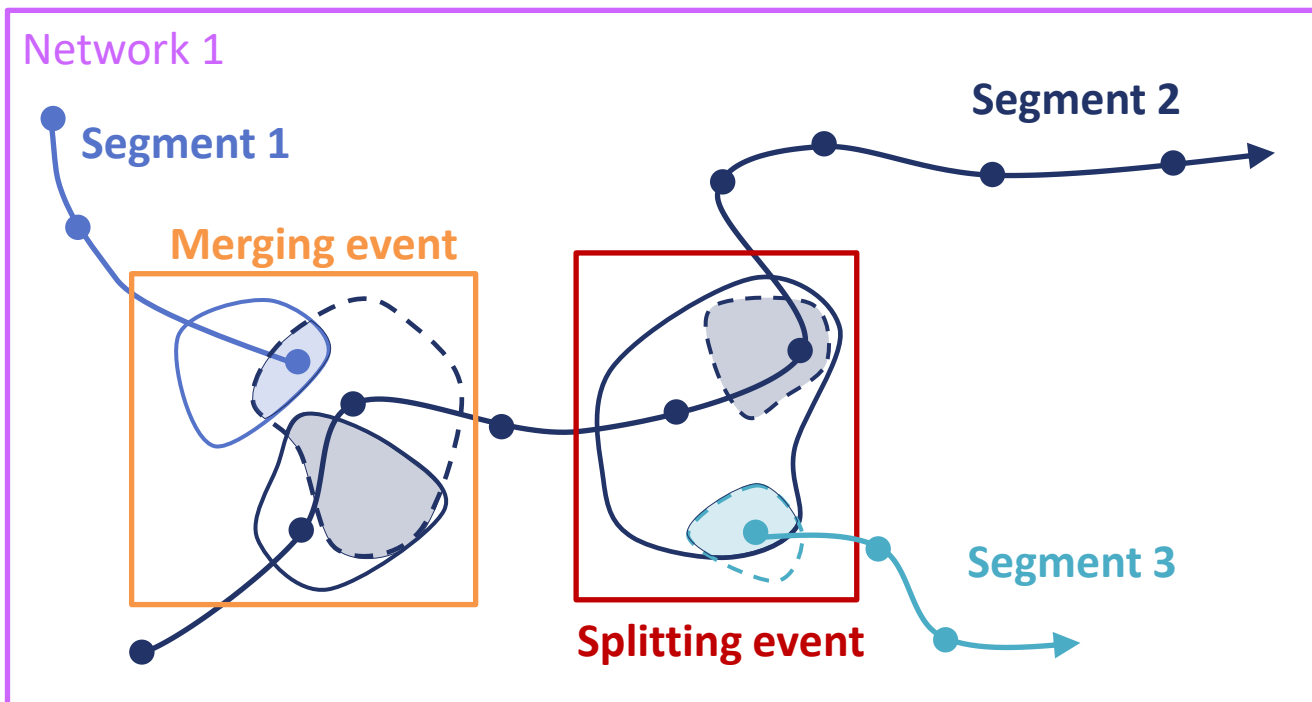 Network 1
Segment 1
Segment 2
Merging event
Segment 3
Splitting event